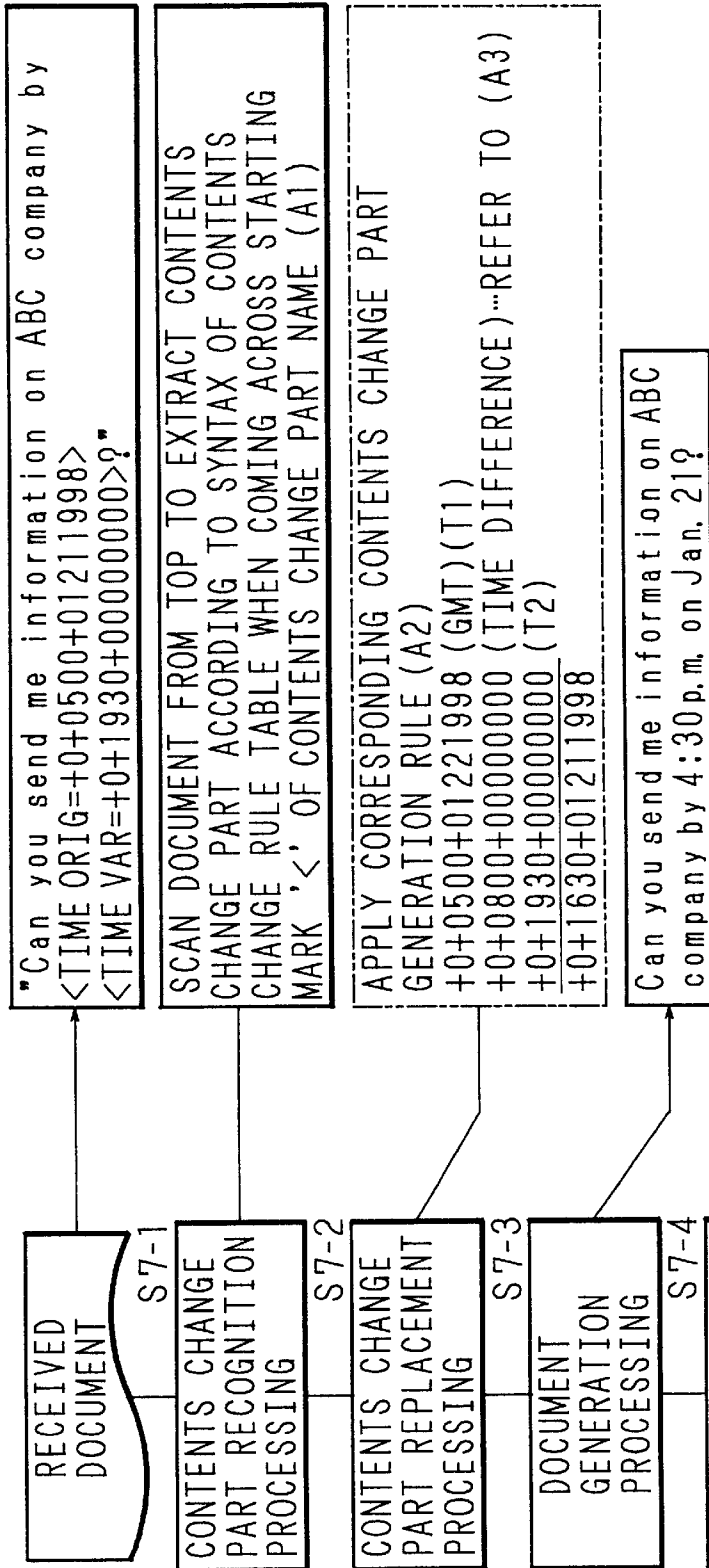 RECEIVED
DOCUMENT
"Can you send me information on ABC company by
<TIME ORIG=+0+0500+01211998>
<TIME VAR=+0+1930+00000000>?"
S7-1
CONTENTS CHANGE
PART RECOGNITION
PROCESSING
SCAN DOCUMENT FROM TOP TO EXTRACT CONTENTS
CHANGE PART ACCORDING TO SYNTAX OF CONTENTS
CHANGE RULE TABLE WHEN COMING ACROSS STARTING
MARK '<' OF CONTENTS CHANGE PART NAME (A1)
S7-2
CONTENTS CHANGE
PART REPLACEMENT
PROCESSING
APPLY CORRESPONDING CONTENTS CHANGE PART
GENERATION RULE (A2)
+0+0500+01221998 (GMT)(T1)
+0+0800+00000000 (TIME DIFFERENCE)…REFER TO (A3)
+0+1930+00000000 (T2)
+0+1630+01211998
S7-3
DOCUMENT
GENERATION
PROCESSING
Can you send me information on ABC
company by 4:30p.m. on Jan. 21?
S7-4